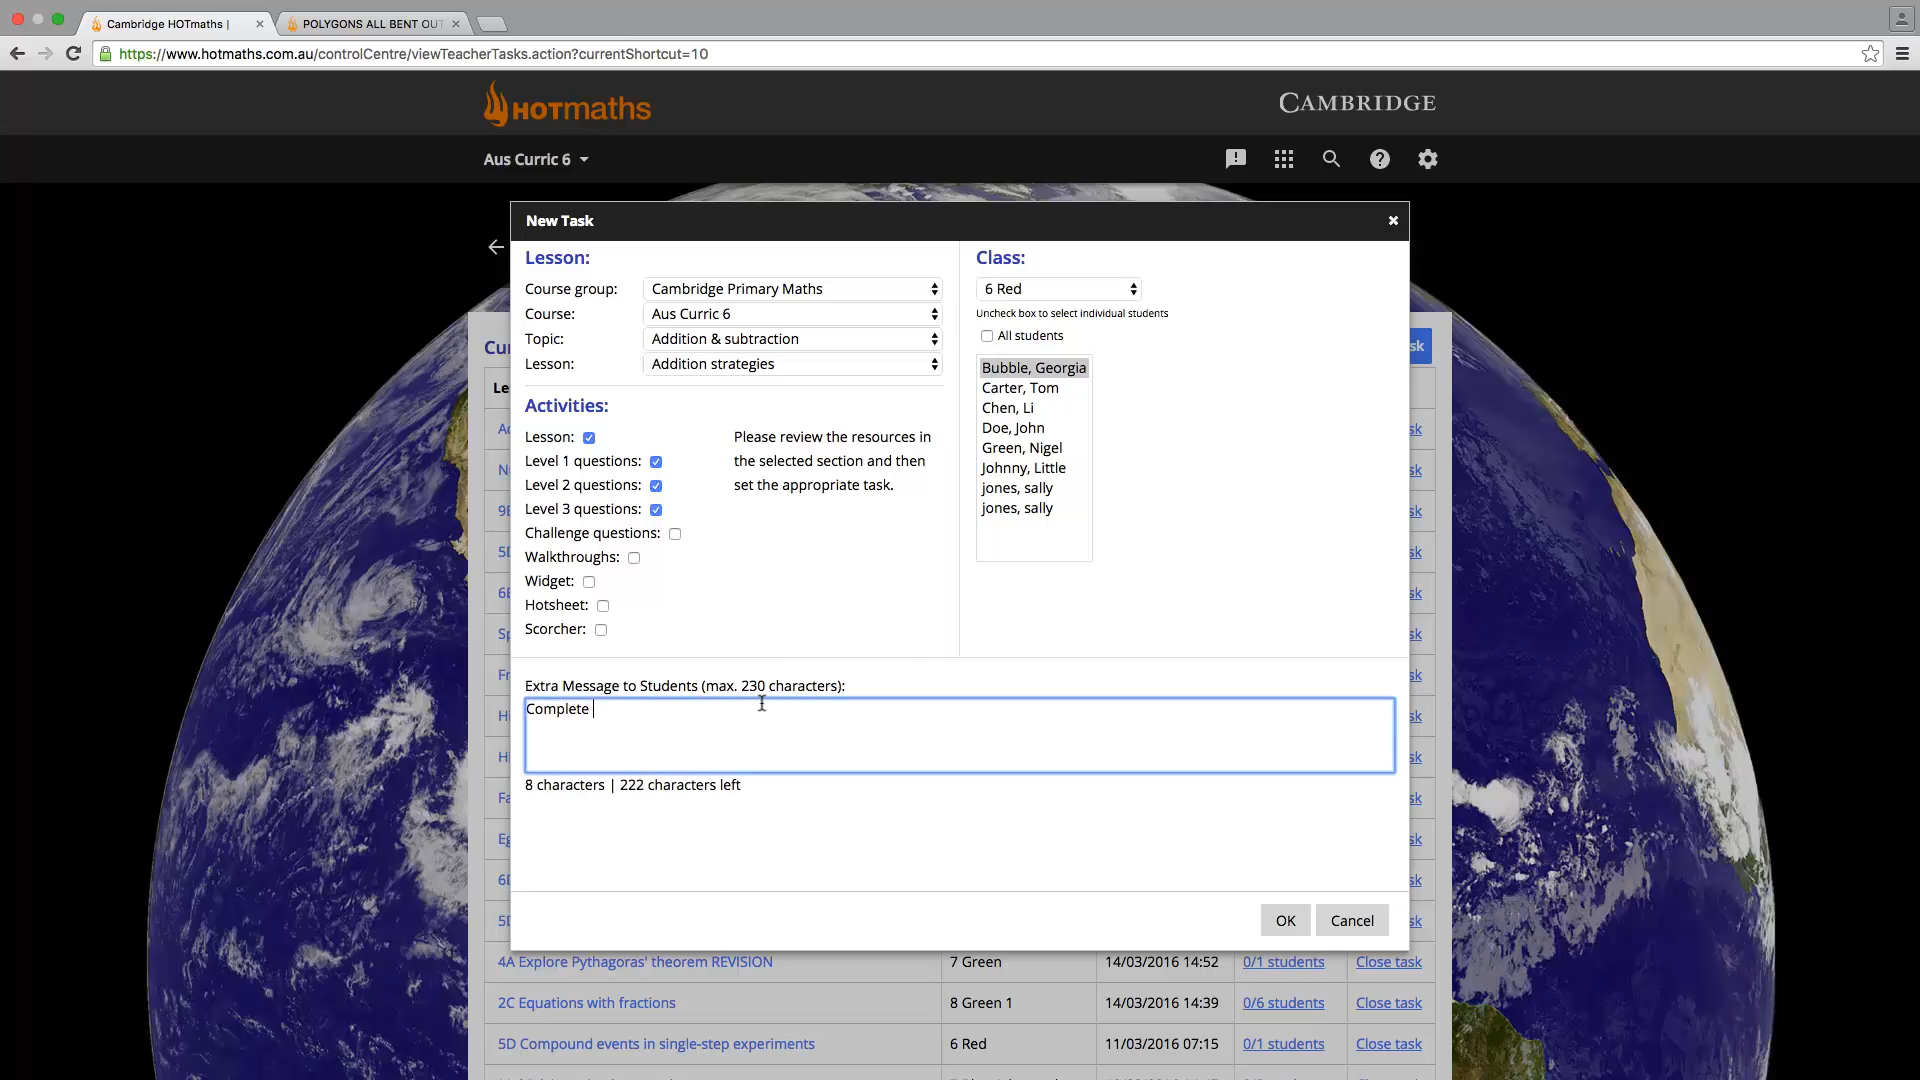 Cambridge HOTmaths |
POLYGONS ALL BENT OUT
https://www.hotmaths.com.au/controlCentre/viewTeacherTasks.action?currentShortcut=10
HOTmaths
CAMBRIDGE
Aus Curric 6
New Task
Lesson:
Course group: Cambridge Primary Maths
Course: Aus Curric 6
Topic: Addition & subtraction
Lesson: Addition strategies
Activities:
Lesson:
Level 1 questions:
Level 2 questions:
Level 3 questions:
Challenge questions:
Walkthroughs:
Widget:
Hotsheet:
Scorcher:
Please review the resources in
the selected section and then
set the appropriate task.
Class:
6 Red
Uncheck box to select individual students
All students
Bubble, Georgia
Carter, Tom
Chen, Li
Doe, John
Green, Nigel
Johnny, Little
jones, sally
jones, sally
Extra Message to Students (max. 230 characters):
Complete
8 characters | 222 characters left
OK Cancel
4A Explore Pythagoras' theorem REVISION 7 Green 14/03/2016 14:52 0/1 students Close task
2C Equations with fractions 8 Green 1 14/03/2016 14:39 0/6 students Close task
5D Compound events in single-step experiments 6 Red 11/03/2016 07:15 0/1 students Close task